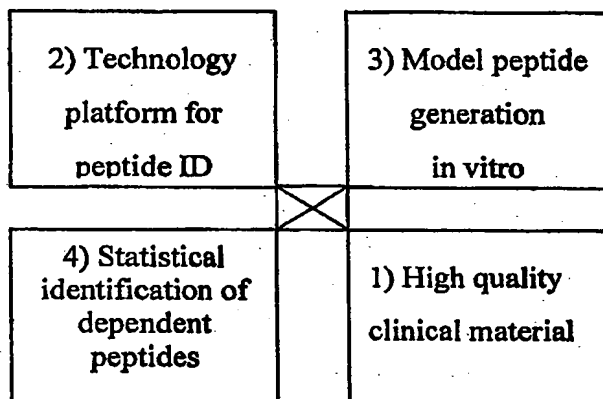 2) Technology
platform for
peptide ID
3) Model peptide
generation
in vitro
4) Statistical
identification of
dependent
peptides
1) High quality
clinical material